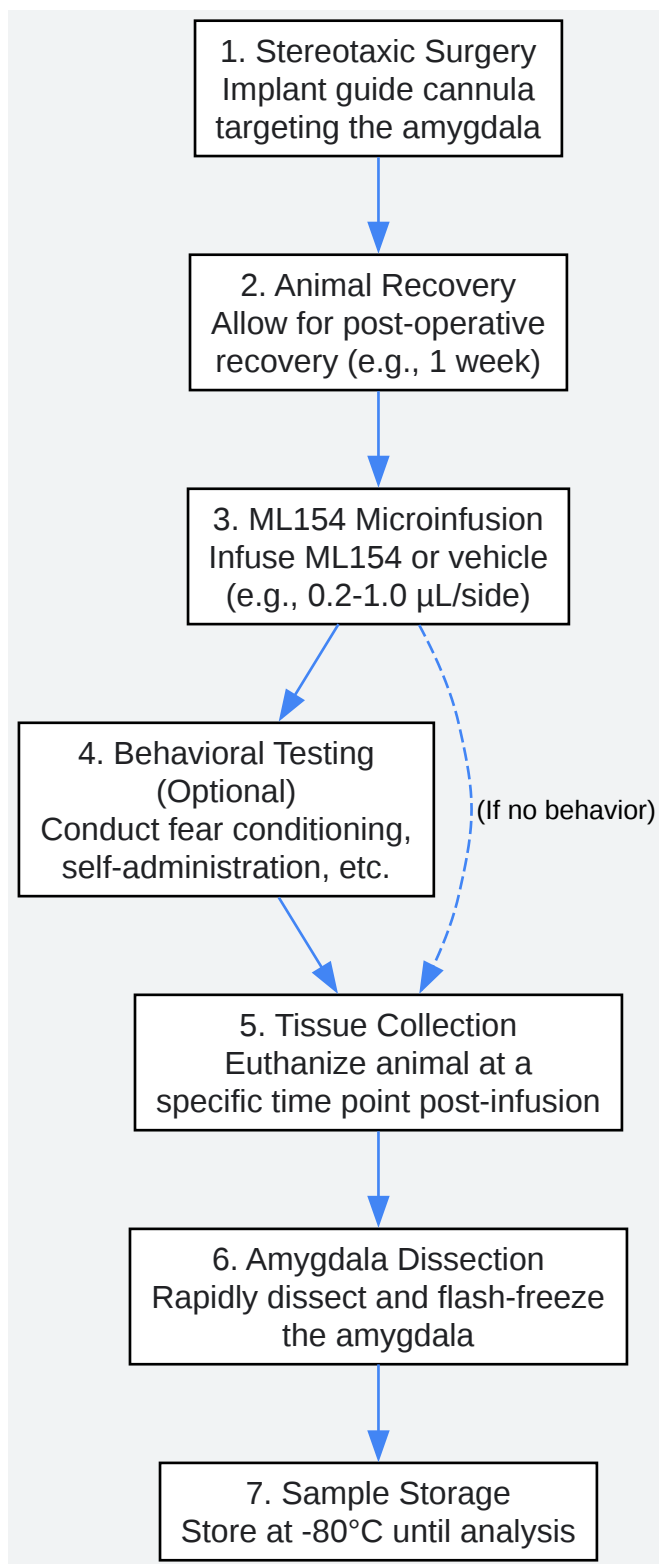 1. Stereotaxic Surgery
Implant guide cannula
targeting the amygdala
2. Animal Recovery
Allow for post-operative
recovery (e.g., 1 week)
3. ML154 Microinfusion
Infuse ML154 or vehicle
(e.g., 0.2-1.0 µL/side)
4. Behavioral Testing
(Optional)
Conduct fear conditioning,
self-administration, etc.
(If no behavior)
5. Tissue Collection
Euthanize animal at a
specific time point post-infusion
6. Amygdala Dissection
Rapidly dissect and flash-freeze
the amygdala
7. Sample Storage
Store at -80°C until analysis